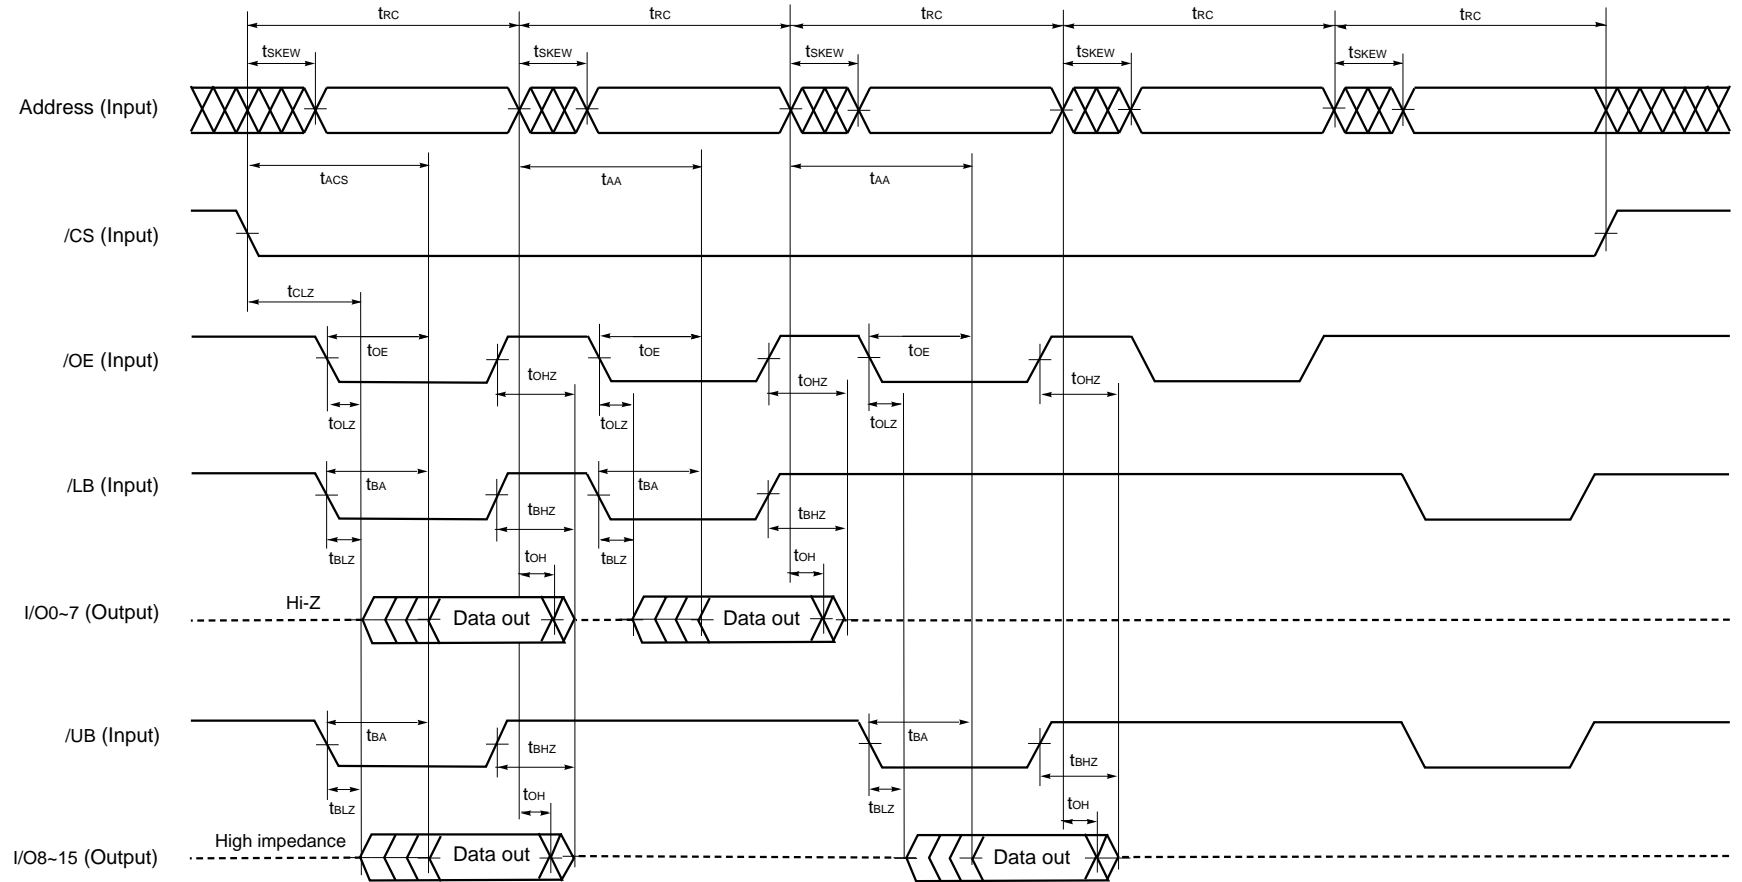 tRC tRC tRC tRC tRC
tSKEW tSKEW tSKEW tSKEW tSKEW
Address (Input)
tACS tAA tAA
/CS (Input)
tCLZ
/OE (Input)
tOE tOE tOE
tOHZ tOHZ tOHZ
tOLZ tOLZ tOLZ
/LB (Input)
tBA tBA
tBHZ tBHZ
tBLZ tBLZ
tOH tOH
I/O0~7 (Output)
Hi-Z
Data out Data out
/UB (Input)
tBA tBA
tBHZ tBHZ
tBLZ tBLZ
tOH tOH
I/O8~15 (Output)
High impedance
Data out Data out